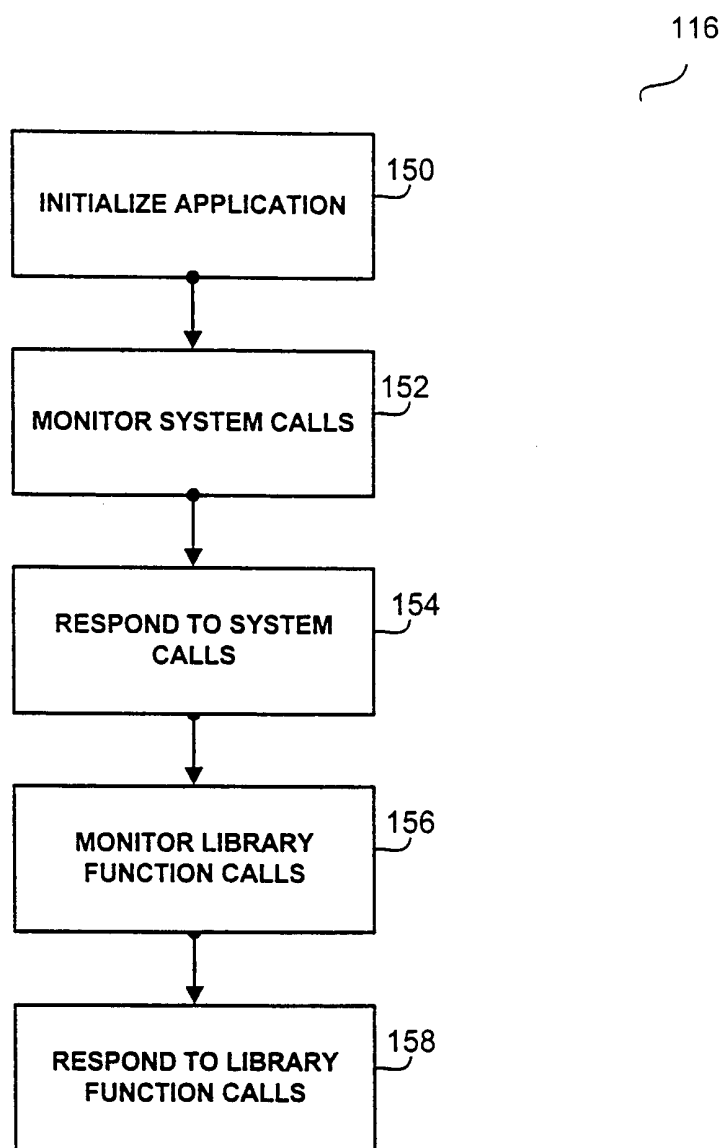 116
INITIALIZE APPLICATION
150
MONITOR SYSTEM CALLS
152
RESPOND TO SYSTEM
CALLS
154
MONITOR LIBRARY
FUNCTION CALLS
156
RESPOND TO LIBRARY
FUNCTION CALLS
158